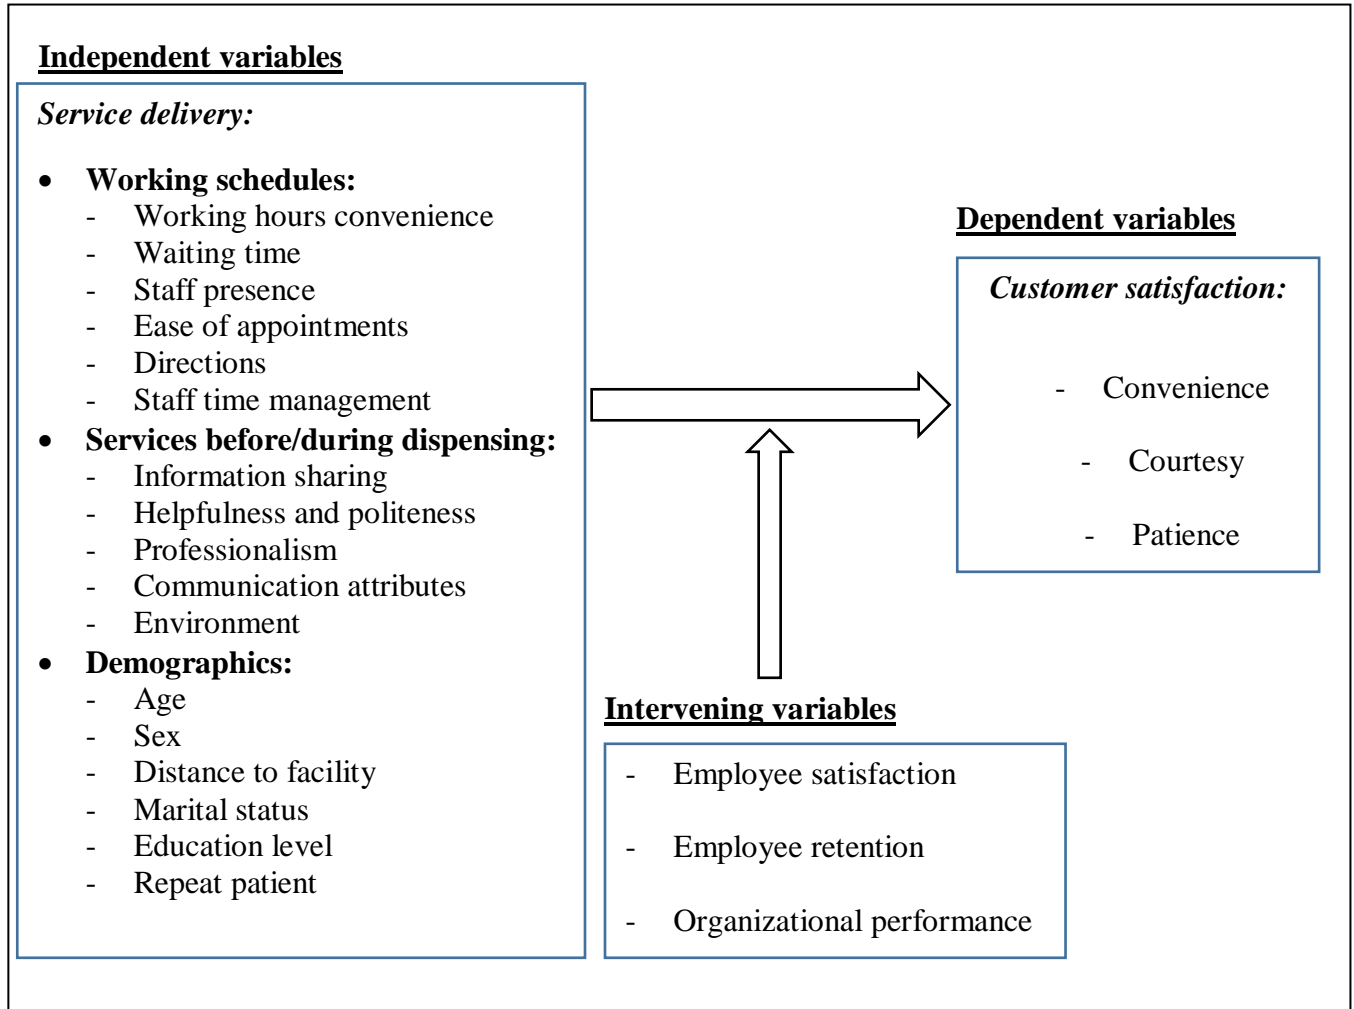 Independent variables
Service delivery:
• Working schedules:
- Working hours convenience
- Waiting time
- Staff presence
- Ease of appointments
- Directions
- Staff time management
• Services before/during dispensing:
- Information sharing
- Helpfulness and politeness
- Professionalism
- Communication attributes
- Environment
• Demographics:
- Age
- Sex
- Distance to facility
- Marital status
- Education level
- Repeat patient
Dependent variables
Customer satisfaction:
- Convenience
- Courtesy
- Patience
Intervening variables
- Employee satisfaction
- Employee retention
- Organizational performance